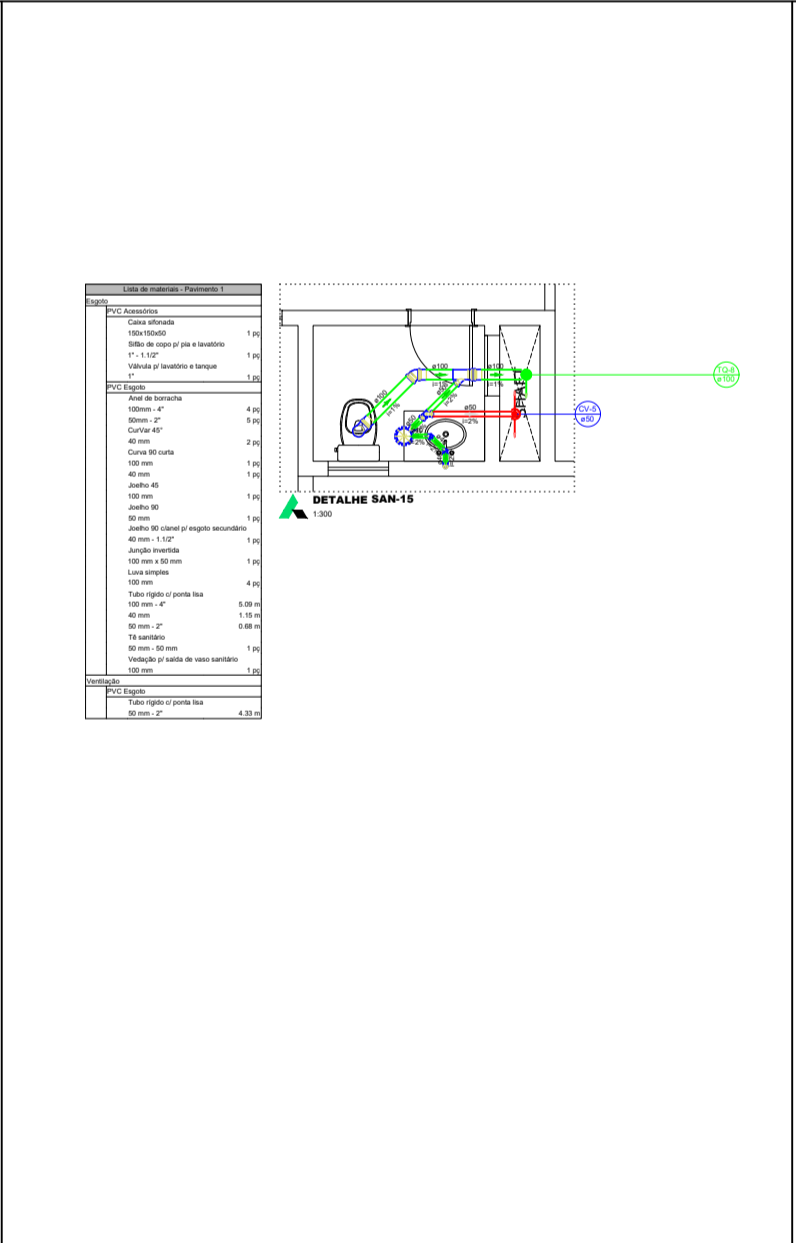 Lista de materiais - Pavimento 1
Esgoto
PVC Acessórios
Caixa sifonada
150x150x50 1 pç
Sifão de copo p/ pia e lavatório
1" - 1.1/2" 1 pç
Válvula p/ lavatório e tanque
1" 1 pç
PVC Esgoto
Anel de borracha
100mm - 4" 4 pç
50mm - 2" 5 pç
CurVar 45°
40 mm 2 pç
Curva 90 curta
100 mm 1 pç
40 mm 1 pç
Joelho 45
100 mm 1 pç
Joelho 90
50 mm 1 pç
Joelho 90 c/anel p/ esgoto secundário
40 mm - 1.1/2" 1 pç
Junção invertida
100 mm x 50 mm 1 pç
Luva simples
100 mm 4 pç
Tubo rígido c/ ponta lisa
100 mm - 4" 5.09 m
40 mm 1.15 m
50 mm - 2" 0.68 m
Tê sanitário
50 mm - 50 mm 1 pç
Vedação p/ saída de vaso sanitário
100 mm 1 pç
Ventilação
PVC Esgoto
Tubo rígido c/ ponta lisa
50 mm - 2" 4.33 m
ø100
i=1%
ø100
i=1%
ø100
i=1%
i=2%
ø50
i=2%
TQ-6
ø100
CV-5
ø50
DETALHE SAN-15
1:300